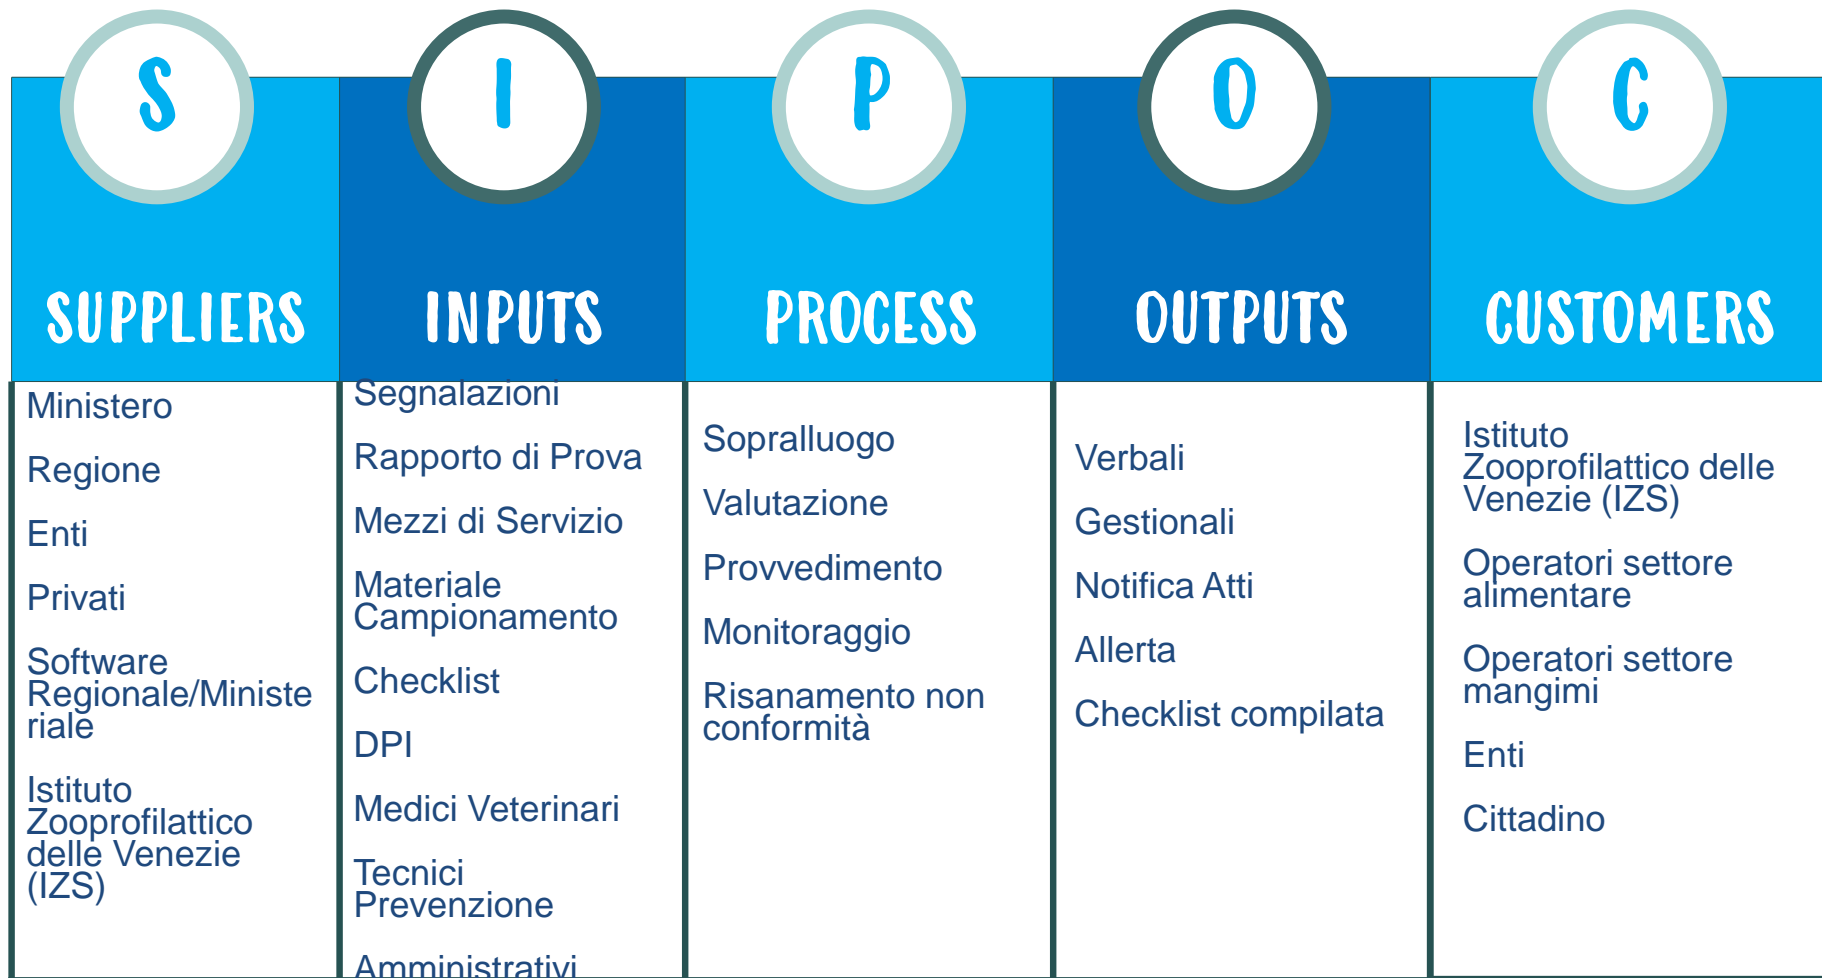 S
I
P
O
C
SUPPLIERS
INPUTS
PROCESS
OUTPUTS
CUSTOMERS
Ministero
Regione
Enti
Privati
Software
Regionale/Ministe
riale
Istituto
Zooprofilattico
delle Venezie
(IZS)
Segnalazioni
Rapporto di Prova
Mezzi di Servizio
Materiale
Campionamento
Checklist
DPI
Medici Veterinari
Tecnici
Prevenzione
Amministrativi
Sopralluogo
Valutazione
Provvedimento
Monitoraggio
Risanamento non
conformità
Verbali
Gestionali
Notifica Atti
Allerta
Checklist compilata
Istituto
Zooprofilattico delle
Venezie (IZS)
Operatori settore
alimentare
Operatori settore
mangimi
Enti
Cittadino